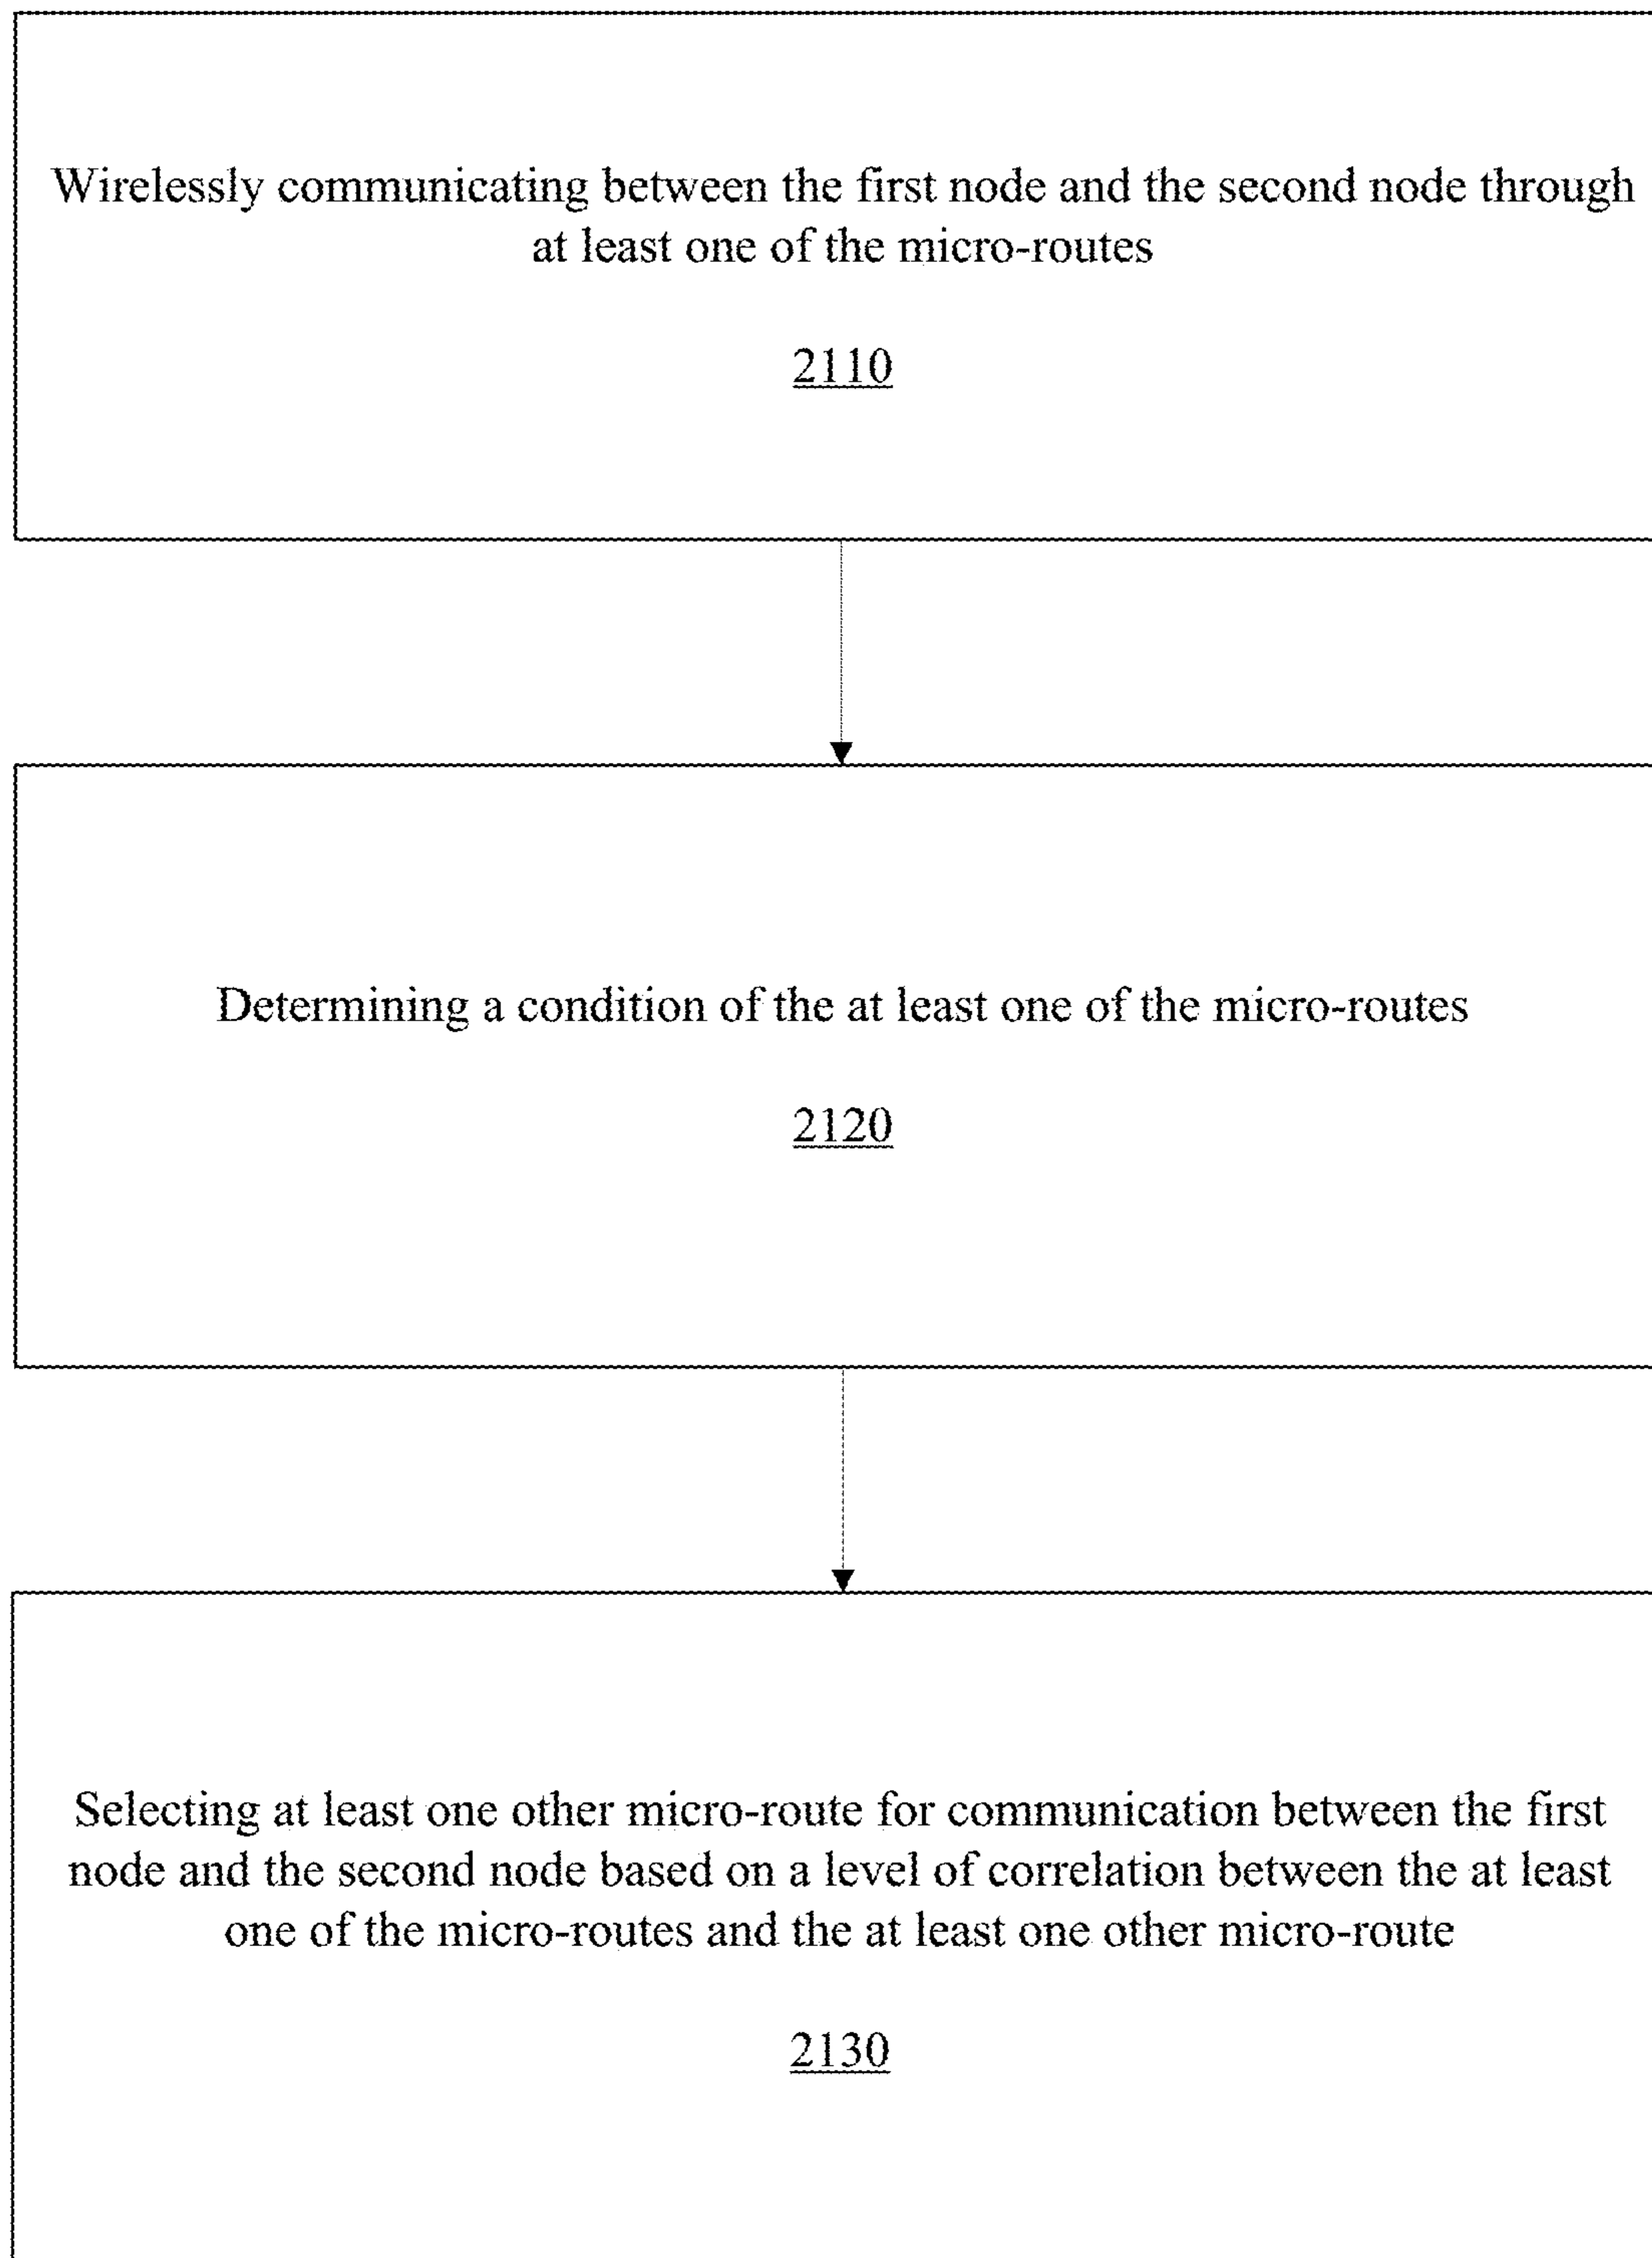 Wirelessly communicating between the first node and the second node through
at least one of the micro-routes
2110
Determining a condition of the at least one of the micro-routes
2120
Selecting at least one other micro-route for communication between the first
node and the second node based on a level of correlation between the at least
one of the micro-routes and the at least one other micro-route
2130